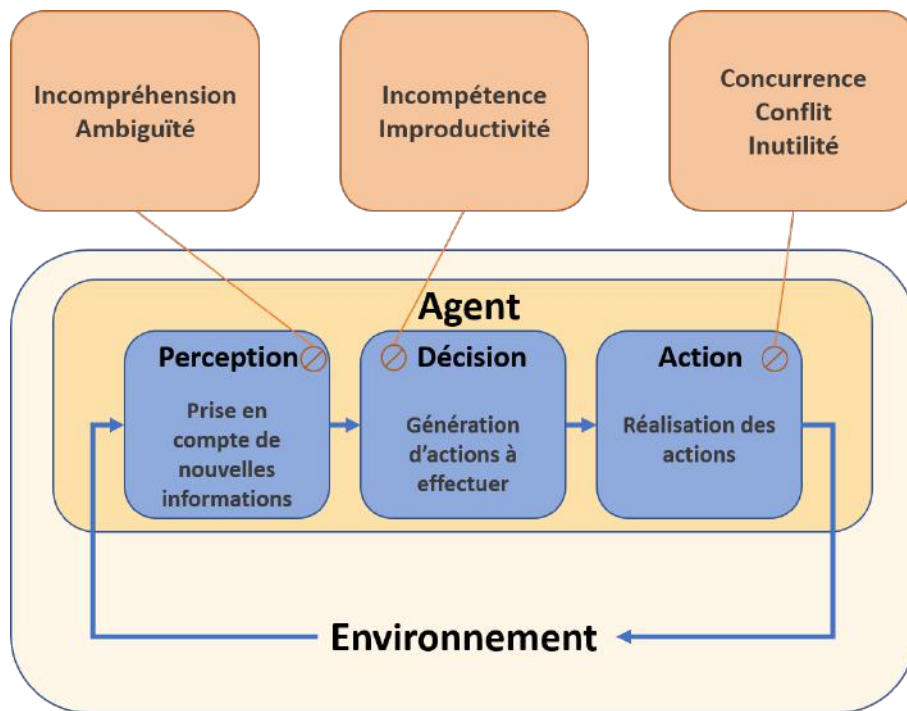 Incompréhension
Ambiguïté
Incompétence
Improductivité
Concurrence
Conflit
Inutilité
Agent
Perception
Prise en
compte de
nouvelles
informations
Décision
Génération
d'actions à
effectuer
Action
Réalisation des
actions
Environnement